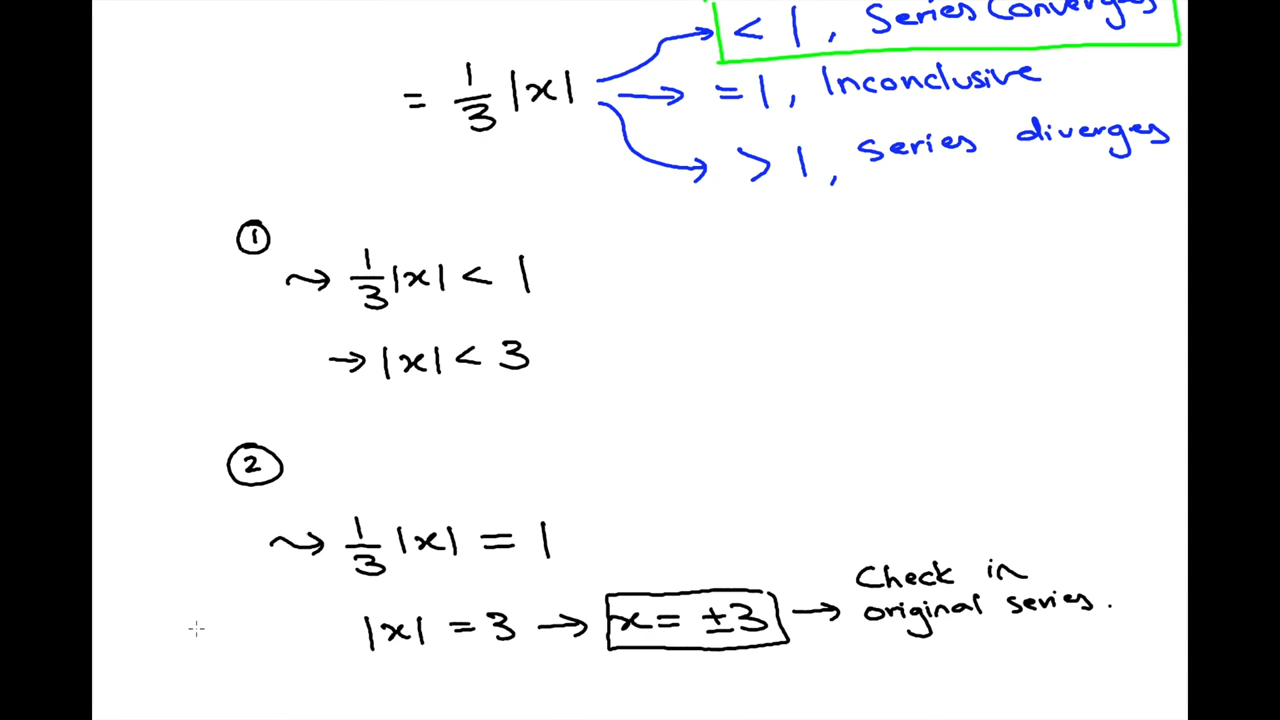 < 1, Series Converges
= 1/3 |x| → = 1, Inconclusive
> 1, Series diverges
①
⇝ 1/3 |x| < 1
→ |x| < 3
②
⇝ 1/3 |x| = 1
|x| = 3 → x = ±3 → Check in
original series.